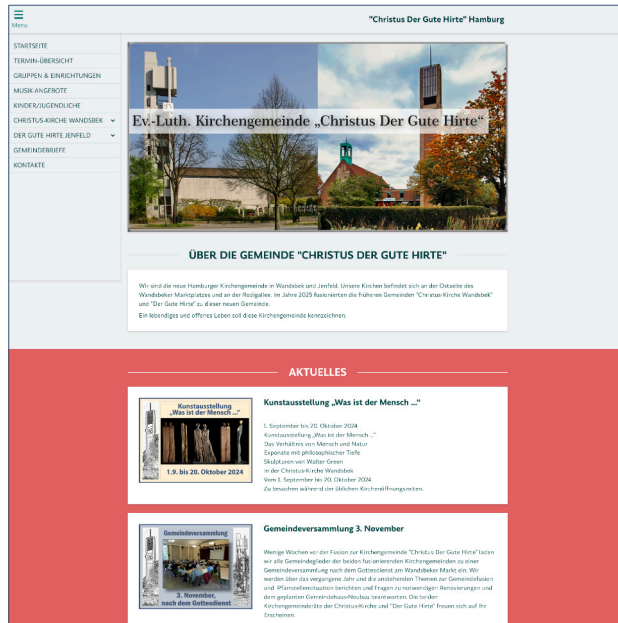 Menu
"Christus Der Gute Hirte" Hamburg
STARTSEITE
TERMIN-ÜBERSICHT
GRUPPEN & EINRICHTUNGEN
MUSIK-ANGEBOTE
KINDER/JUGENDLICHE
CHRISTUS-KIRCHE WANDSBEK
DER GUTE HIRTE JENFELD
GEMEINDEBRIEFE
KONTAKTE
Ev.-Luth. Kirchengemeinde „Christus Der Gute Hirte“
ÜBER DIE GEMEINDE "CHRISTUS DER GUTE HIRTE"
Wir sind die neue Hamburger Kirchengemeinde in Wandsbek und Jenfeld. Unsere Kirchen befindet sich an der Ostseite des
Wandsbeker Marktplatzes und an der Rodigallee. Im Jahre 2025 fusionierten die früheren Gemeinden "Christus-Kirche Wandsbek"
und "Der Gute Hirte" zu dieser neuen Gemeinde.
Ein lebendiges und offenes Leben soll diese Kirchengemeinde kennzeichnen.
AKTUELLES
Kunstausstellung
„Was ist der Mensch ...“
1.9. bis 20. Oktober 2024
Kunstausstellung „Was ist der Mensch ...“
1. September bis 20. Oktober 2024
Kunstausstellung „Was ist der Mensch ..."
Das Verhältnis von Mensch und Natur
Exponate mit philosophischer Tiefe
Skulpturen von Walter Green
in der Christus-Kirche Wandsbek
Vom 1. September bis 20. Oktober 2024
Zu besuchen während der üblichen Kirchenöffnungszeiten.
Gemeindeversammlung
3. November,
nach dem Gottesdienst
Gemeindeversammlung 3. November
Wenige Wochen vor der Fusion zur Kirchengemeinde "Christus Der Gute Hirte" laden
wir alle Gemeindeglieder der beiden fusionierenden Kirchengemeinden zu einer
Gemeindeversammlung nach dem Gottesdienst am Wandsbeker Markt ein. Wir
werden über das vergangene Jahr und die anstehenden Themen zur Gemeindefusion
und Pfarrstellensituation berichten und Fragen zu notwendigen Renovierungen und
dem geplanten Gemeindehaus-Neubau beantworten. Die beiden
Kirchengemeinderäte der Christus-Kirche und "Der Gute Hirte" freuen sich auf Ihr
Erscheinen.